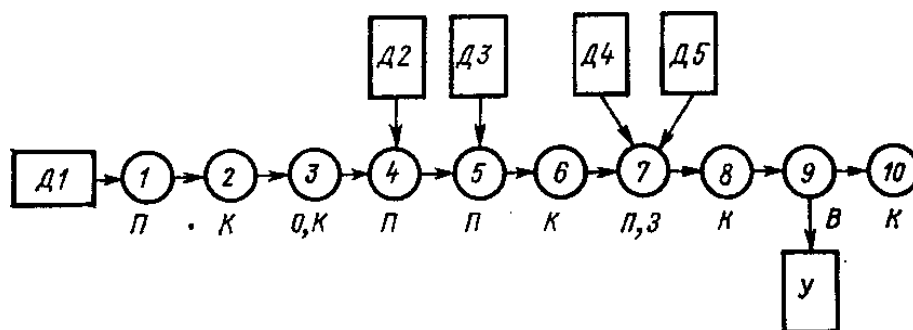 Д2 Д3 Д4 Д5
Д1 1 2 3 4 5 6 7 8 9 10
П К О,К П П К П,З К В К
У